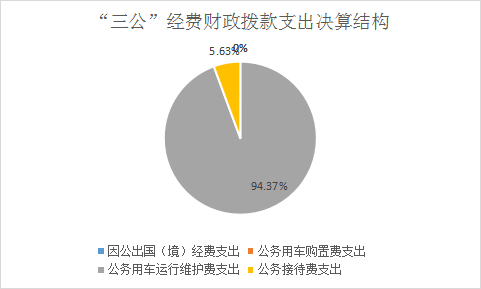 “三公”经费财政拨款支出决算结构
5.63%
0%
94.37%
因公出国（境）经费支出 公务用车购置费支出
公务用车运行维护费支出 公务接待费支出